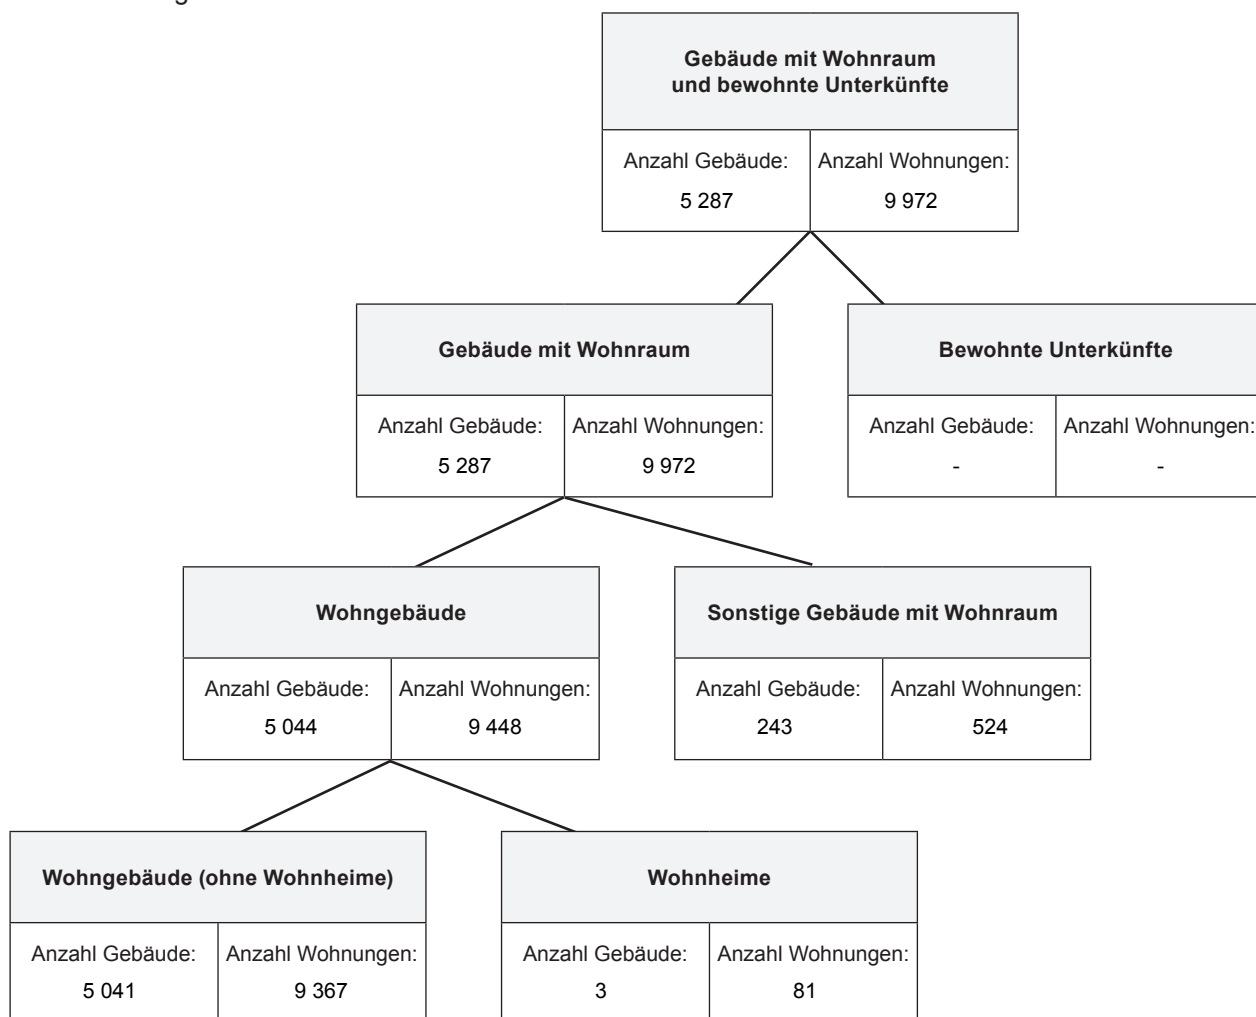 Gebäude mit Wohnraum
und bewohnte Unterkünfte
Anzahl Gebäude: Anzahl Wohnungen:
5 287 9 972
Gebäude mit Wohnraum Bewohnte Unterkünfte
Anzahl Gebäude: Anzahl Wohnungen: Anzahl Gebäude: Anzahl Wohnungen:
5 287 9 972 - -
Wohngebäude Sonstige Gebäude mit Wohnraum
Anzahl Gebäude: Anzahl Wohnungen: Anzahl Gebäude: Anzahl Wohnungen:
5 044 9 448 243 524
Wohngebäude (ohne Wohnheime) Wohnheime
Anzahl Gebäude: Anzahl Wohnungen: Anzahl Gebäude: Anzahl Wohnungen:
5 041 9 367 3 81